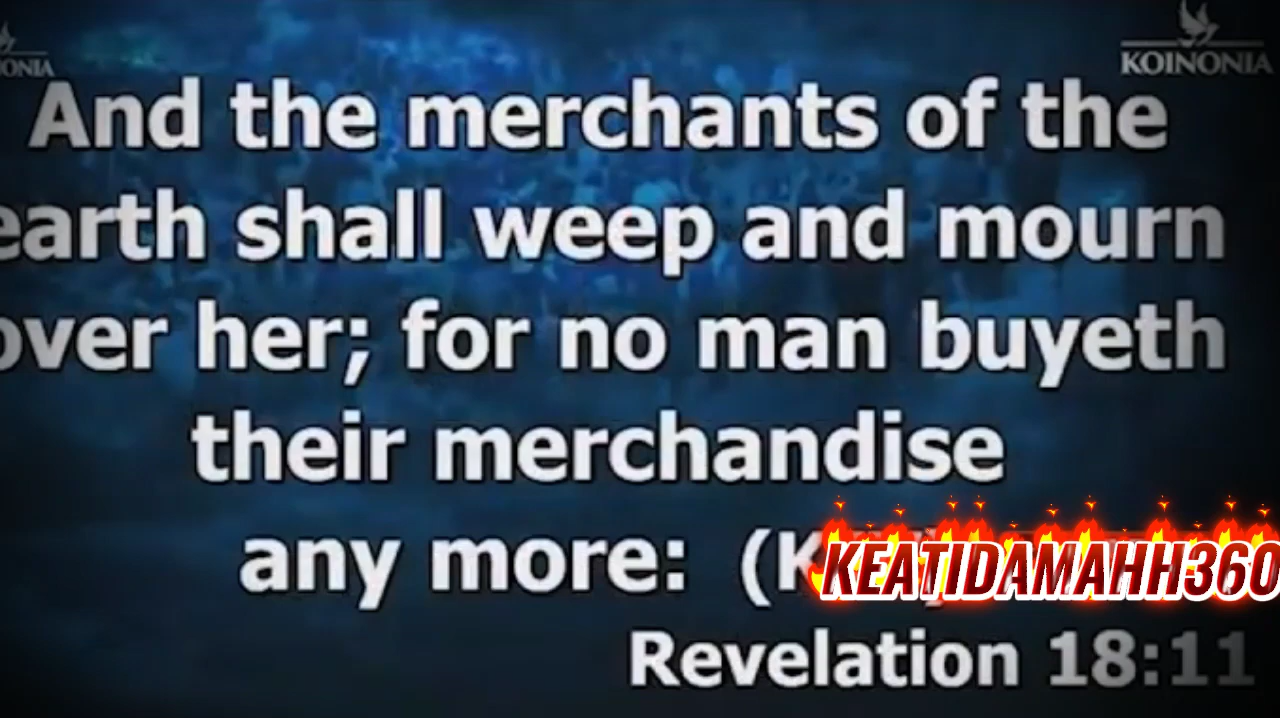 KOINONIA
And the merchants of the
earth shall weep and mourn
over her; for no man buyeth
their merchandise
any more: (K
KEATIDAMAHH360
Revelation 18:11